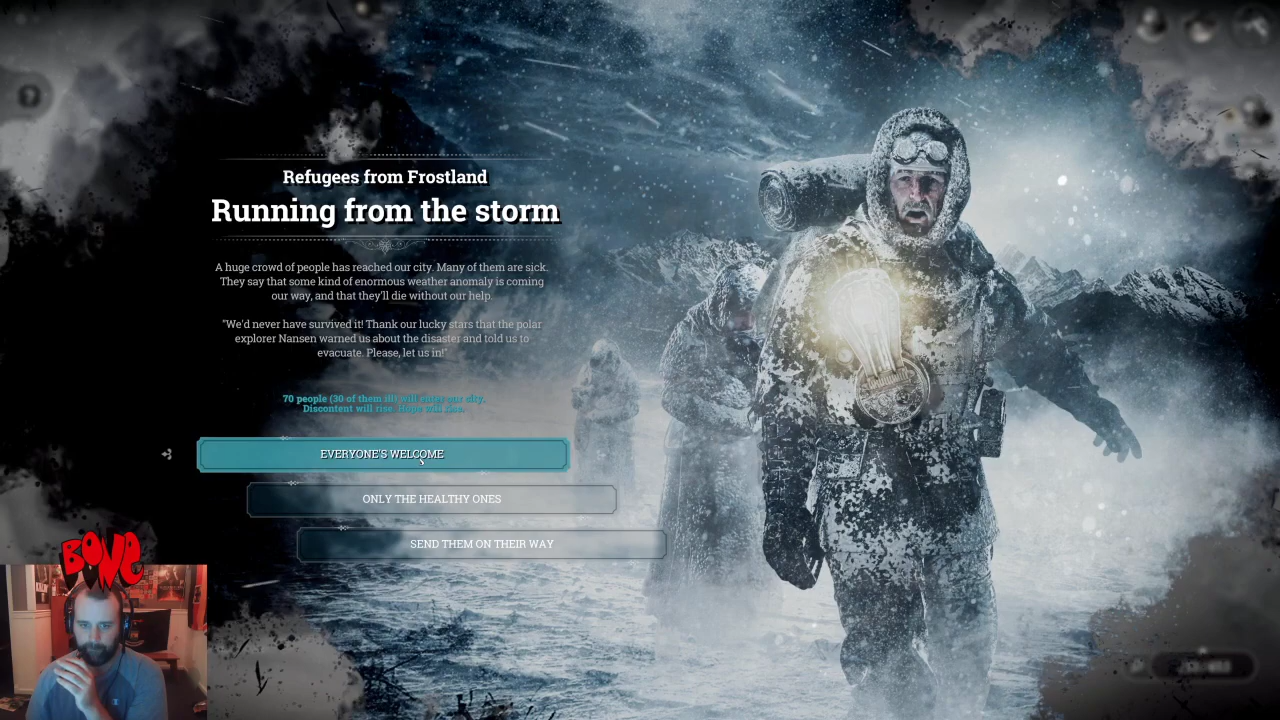 Refugees from Frostland
Running from the storm
A huge crowd of people has reached our city. Many of them are sick.
They say that some kind of enormous weather anomaly is coming
our way, and that they'll die without our help.
"We'd never have survived it! Thank our lucky stars that the polar
explorer Nansen warned us about the disaster and told us to
evacuate. Please, let us in!"
70 people (30 of them ill) will enter our city.
Discontent will rise. Hope will rise.
EVERYONE'S WELCOME
ONLY THE HEALTHY ONES
SEND THEM ON THEIR WAY
BONE